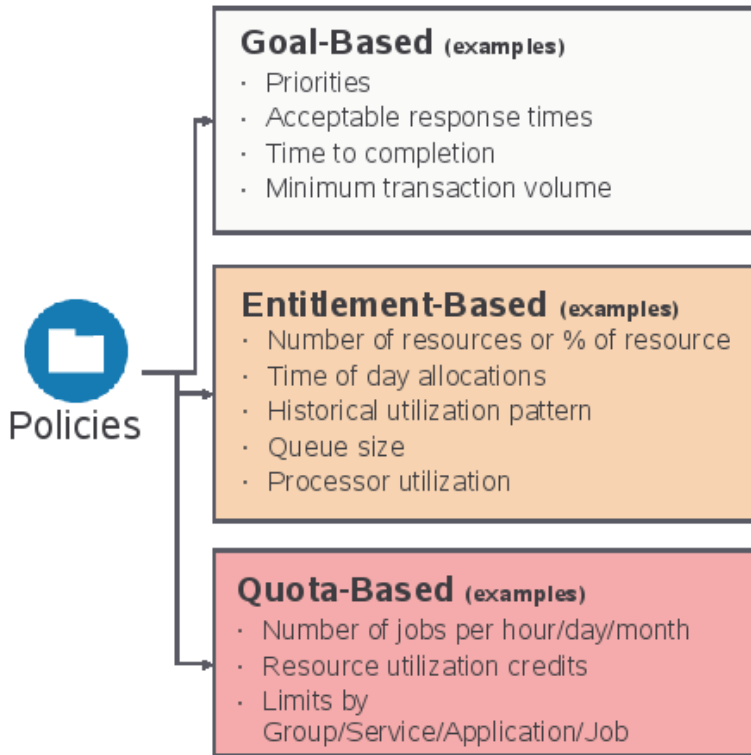 Goal-Based (examples)
· Priorities
· Acceptable response times
· Time to completion
· Minimum transaction volume
Policies
Entitlement-Based (examples)
· Number of resources or % of resource
· Time of day allocations
· Historical utilization pattern
· Queue size
· Processor utilization
Quota-Based (examples)
· Number of jobs per hour/day/month
· Resource utilization credits
· Limits by
Group/Service/Application/Job